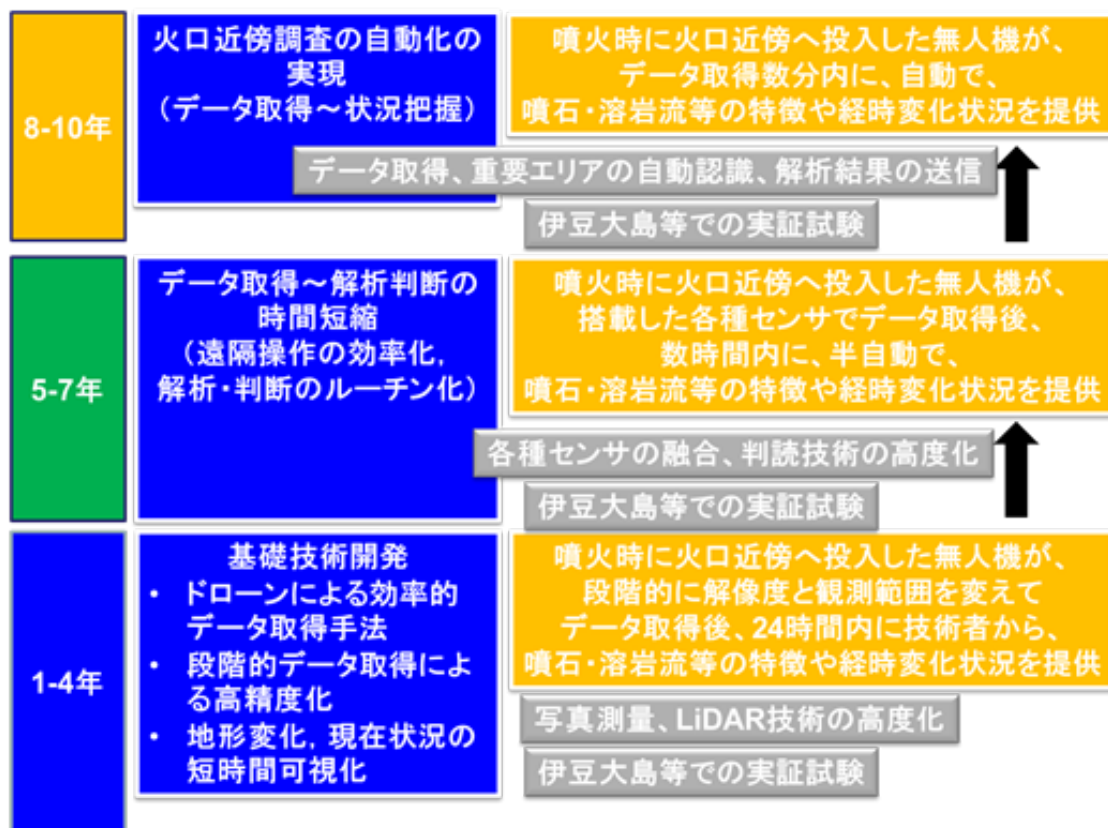 8-10年
火口近傍調査の自動化の
実現
（データ取得～状況把握）
噴火時に火口近傍へ投入した無人機が、
データ取得数分内に、自動で、
噴石・溶岩流等の特徴や経時変化状況を提供
データ取得、重要エリアの自動認識、解析結果の送信
伊豆大島等での実証試験
5-7年
データ取得～解析判断の
時間短縮
（遠隔操作の効率化,
解析・判断のルーチン化）
噴火時に火口近傍へ投入した無人機が、
搭載した各種センサでデータ取得後、
数時間内に、半自動で、
噴石・溶岩流等の特徴や経時変化状況を提供
各種センサの融合、判読技術の高度化
伊豆大島等での実証試験
1-4年
基礎技術開発
• ドローンによる効率的
データ取得手法
• 段階的データ取得によ
る高精度化
• 地形変化, 現在状況の
短時間可視化
噴火時に火口近傍へ投入した無人機が、
段階的に解像度と観測範囲を変えて
データ取得後、24時間内に技術者から、
噴石・溶岩流等の特徴や経時変化状況を提供
写真測量、LiDAR技術の高度化
伊豆大島等での実証試験